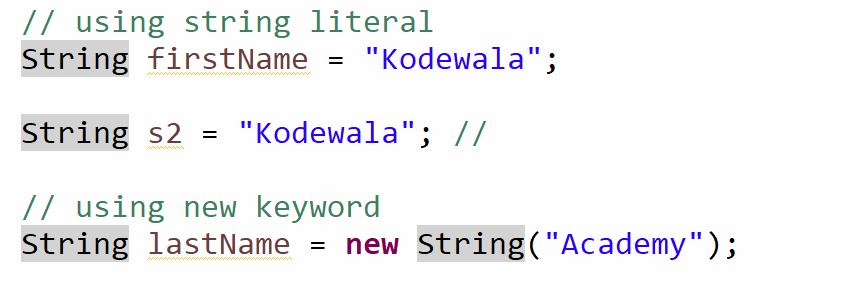 // using string literal
String firstName = "Kodewala";
String s2 = "Kodewala"; //
// using new keyword
String lastName = new String("Academy");